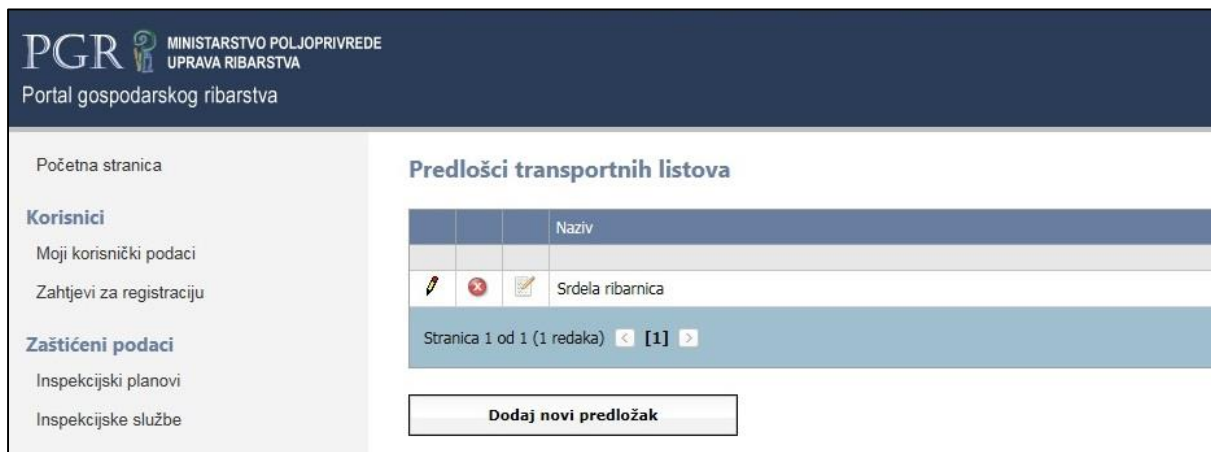 PGR MINISTARSTVO POLJOPRIVREDE
UPRAVA RIBARSTVA
Portal gospodarskog ribarstva
Početna stranica
Korisnici
Moji korisnički podaci
Zahtjevi za registraciju
Zaštićeni podaci
Inspekcijski planovi
Inspekcijske službe
Predlošci transportnih listova
Naziv
Srdela ribarnica
Stranica 1 od 1 (1 redaka) < [1] >
Dodaj novi predložak